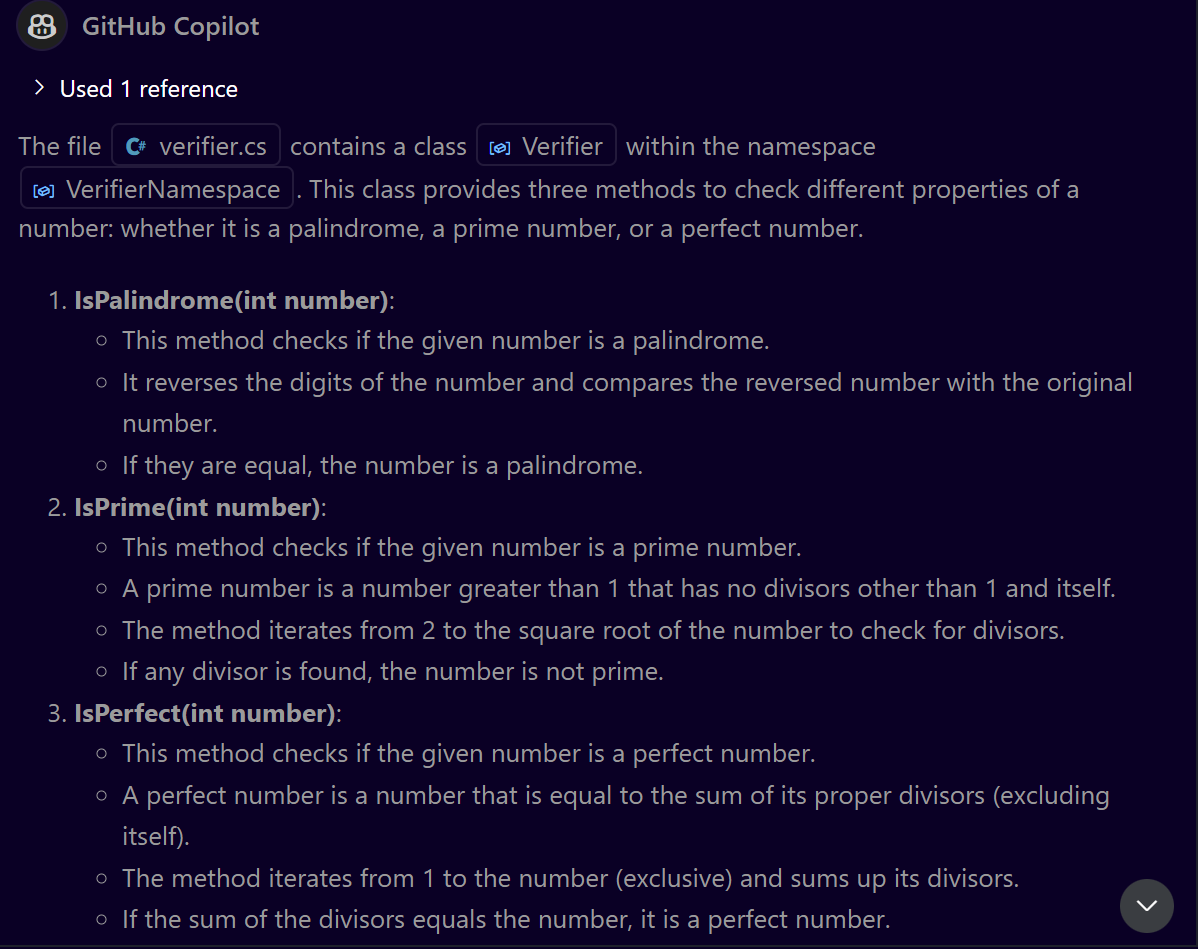 GitHub Copilot
Used 1 reference
The file C# verifier.cs contains a class Verifier within the namespace
VerifierNamespace . This class provides three methods to check different properties of a
number: whether it is a palindrome, a prime number, or a perfect number.
1. IsPalindrome(int number):
○ This method checks if the given number is a palindrome.
○ It reverses the digits of the number and compares the reversed number with the original
number.
○ If they are equal, the number is a palindrome.
2. IsPrime(int number):
○ This method checks if the given number is a prime number.
○ A prime number is a number greater than 1 that has no divisors other than 1 and itself.
○ The method iterates from 2 to the square root of the number to check for divisors.
○ If any divisor is found, the number is not prime.
3. IsPerfect(int number):
○ This method checks if the given number is a perfect number.
○ A perfect number is a number that is equal to the sum of its proper divisors (excluding
itself).
○ The method iterates from 1 to the number (exclusive) and sums up its divisors.
○ If the sum of the divisors equals the number, it is a perfect number.